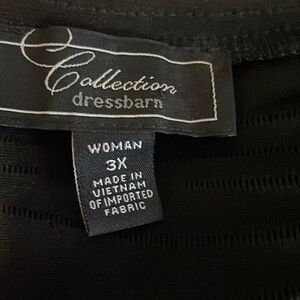 Collection
dressbarn
WOMAN
3X
MADE IN
VIETNAM
OF IMPORTED
FABRIC